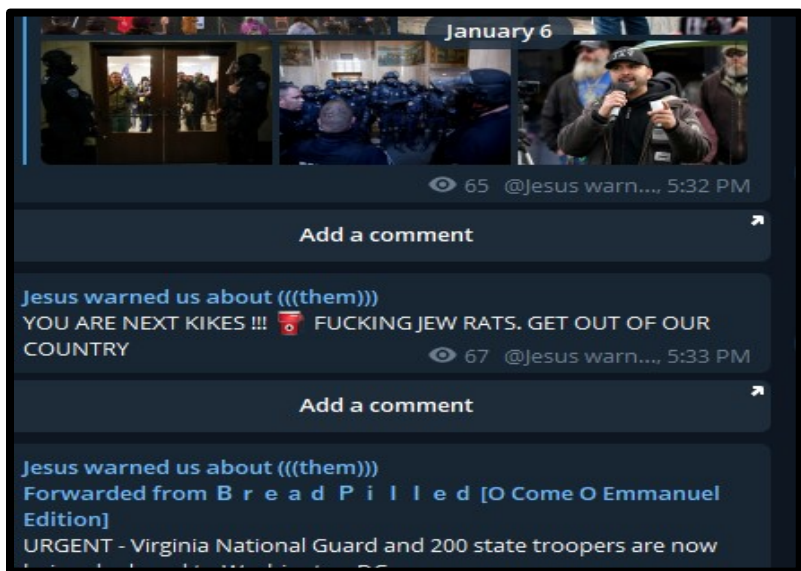 January 6
65 @Jesus warn..., 5:32 PM
Add a comment
Jesus warned us about (((them)))
YOU ARE NEXT KIKES !!! FUCKING JEW RATS. GET OUT OF OUR
COUNTRY 67 @Jesus warn..., 5:33 PM
Add a comment
Jesus warned us about (((them)))
Forwarded from B r e a d P i l l e d [O Come O Emmanuel
Edition]
URGENT - Virginia National Guard and 200 state troopers are now